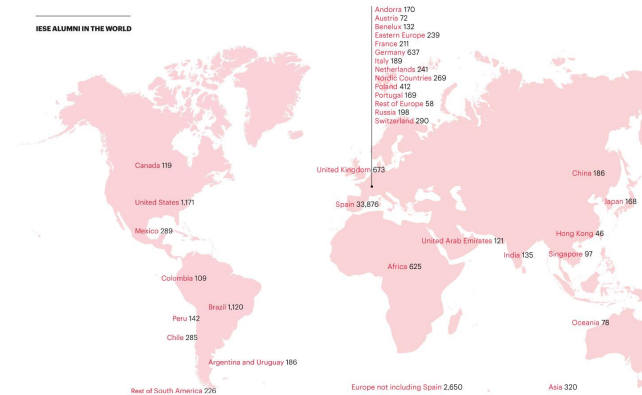 IESE ALUMNI IN THE WORLD
Andorra 170
Austria 72
Benelux 132
Eastern Europe 239
France 211
Germany 637
Italy 189
Netherlands 241
Nordic Countries 269
Poland 412
Portugal 169
Rest of Europe 58
Russia 198
Switzerland 290
Canada 119
United Kingdom 673
China 186
United States 1,171
Spain 33,876
Japan 168
Mexico 289
United Arab Emirates 121
Hong Kong 46
India 135
Singapore 97
Africa 625
Colombia 109
Brazil 1,120
Peru 142
Oceania 78
Chile 285
Argentina and Uruguay 186
Rest of South America 226
Europe not including Spain 2,650
Asia 320